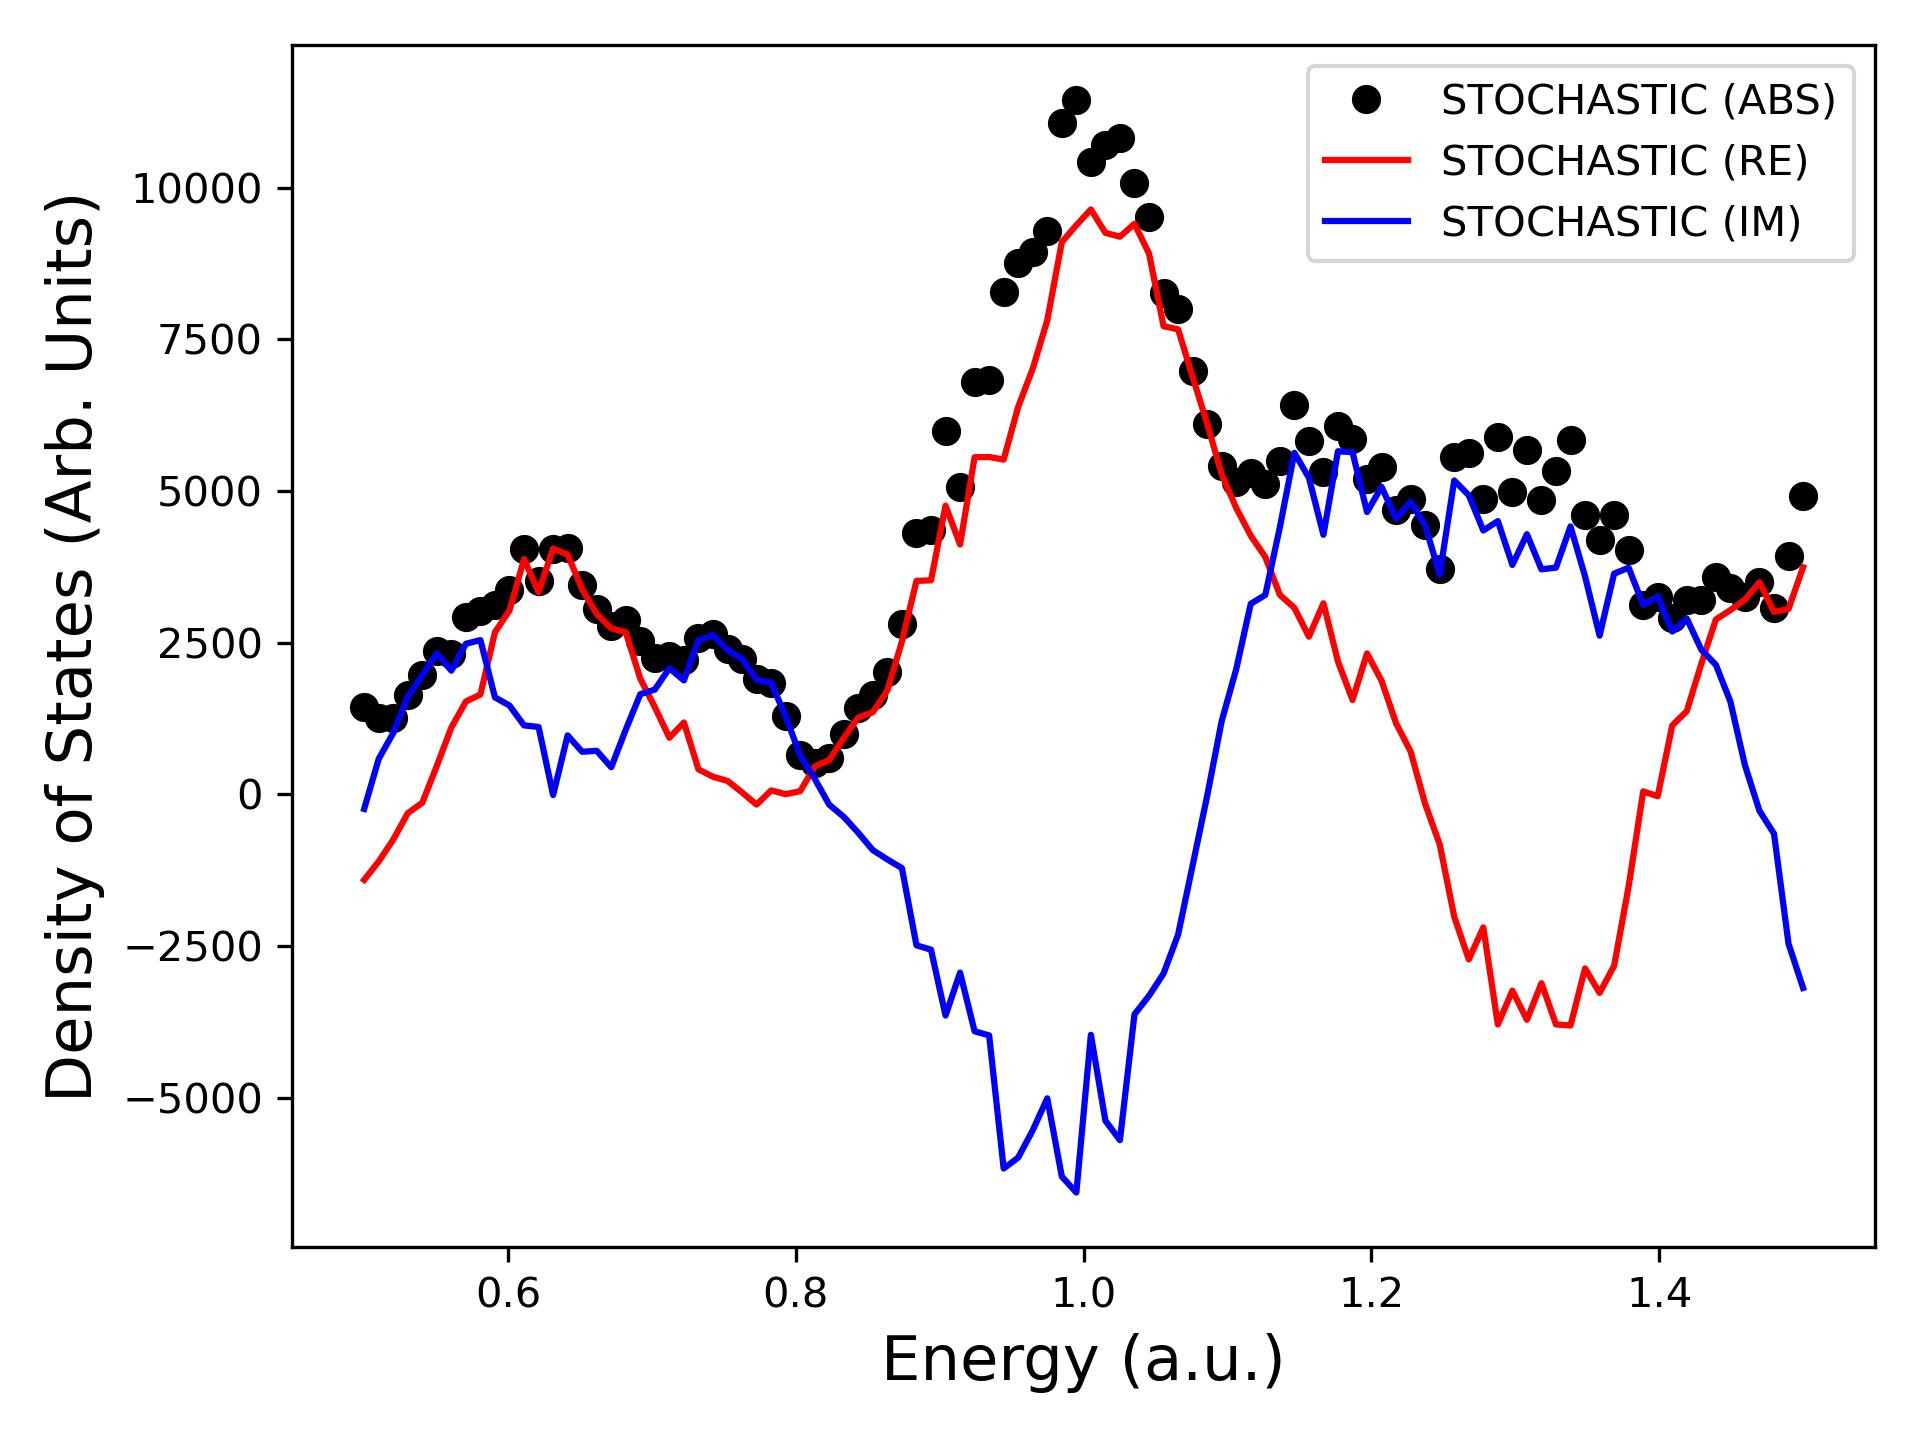 STOCHASTIC (ABS)
STOCHASTIC (RE)
STOCHASTIC (IM)
Density of States (Arb. Units)
10000
7500
5000
2500
0
−2500
−5000
0.6
0.8
1.0
1.2
1.4
Energy (a.u.)